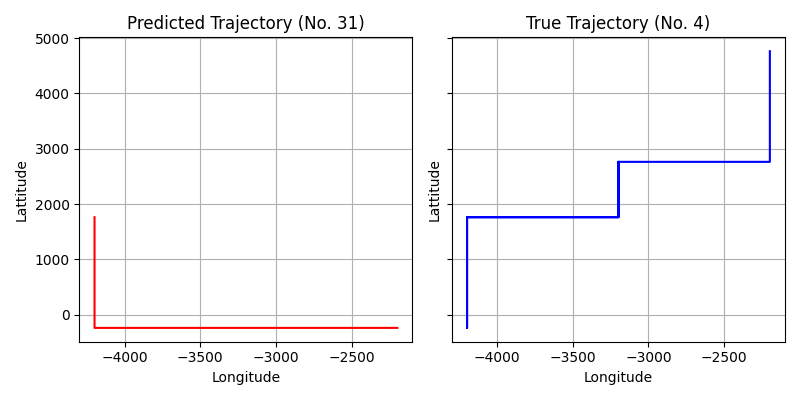 Predicted Trajectory (No. 31)
True Trajectory (No. 4)
5000
4000
3000
2000
1000
0
Lattitude
Lattitude
−4000 −3500 −3000 −2500
−4000 −3500 −3000 −2500
Longitude
Longitude